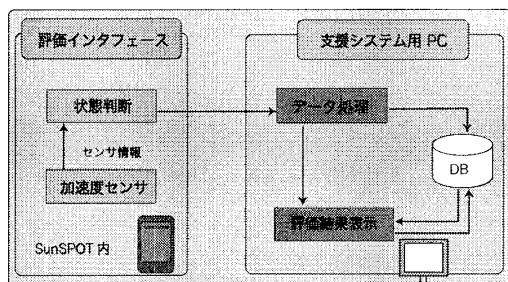 評価インタフェース
状態判断
センサ情報
加速度センサ
SunSPOT 内
支援システム用 PC
データ処理
DB
評価結果表示